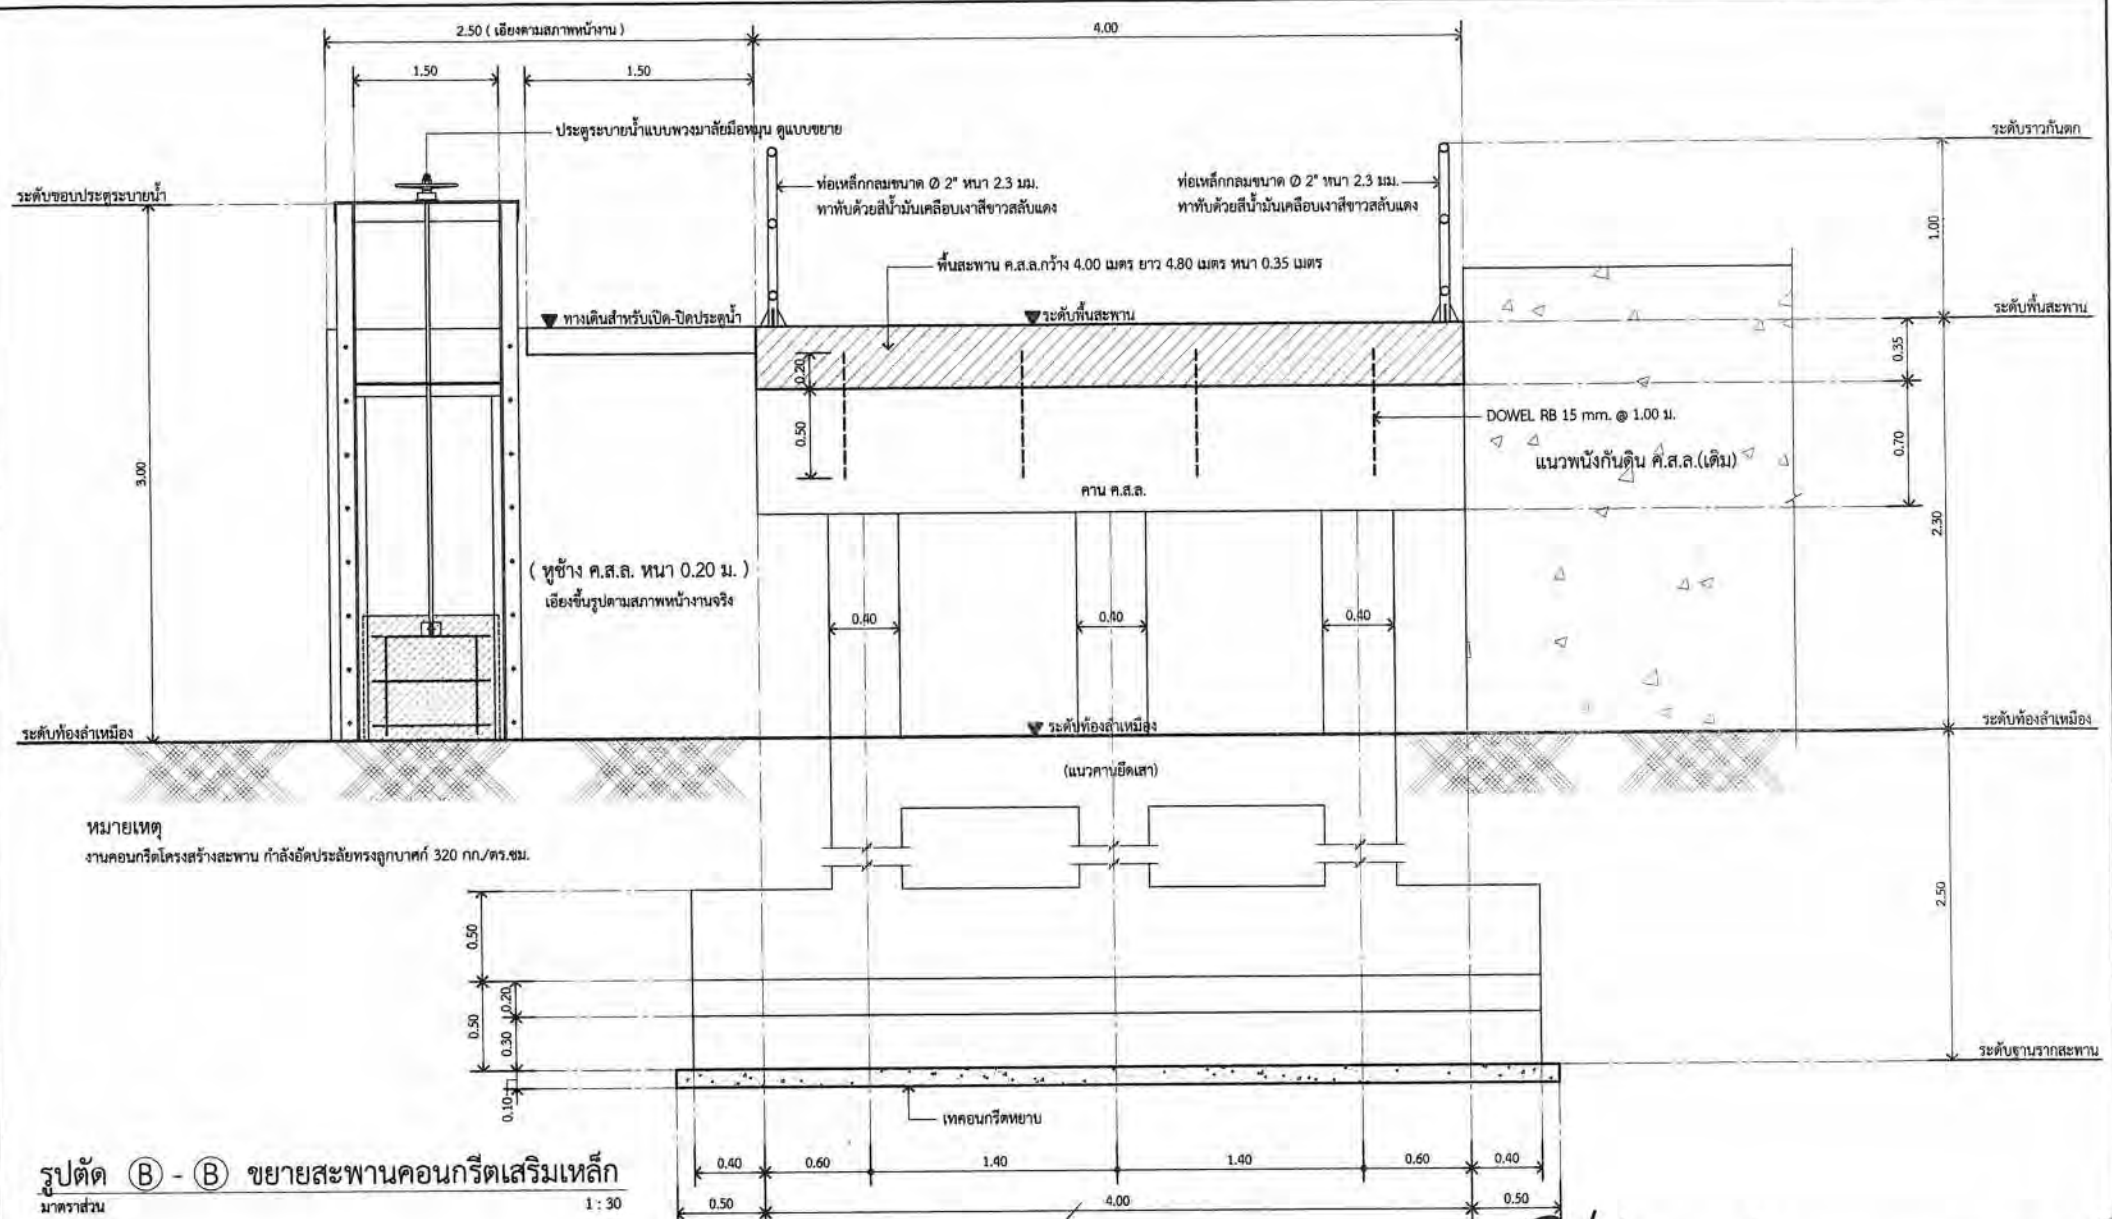 2.50 ( เอียงตามสภาพหน้างาน )
4.00
1.50
1.50
ประตูระบายน้ำแบบพวงมาลัยมือหมุน ดูแบบขยาย
ระดับราวกันตก
ระดับขอบประตูระบายน้ำ
ท่อเหล็กกลมขนาด Ø 2" หนา 2.3 มม.
ทาทับด้วยสีน้ำมันเคลือบเงาสีขาวสลับแดง
ท่อเหล็กกลมขนาด Ø 2" หนา 2.3 มม.
ทาทับด้วยสีน้ำมันเคลือบเงาสีขาวสลับแดง
1.00
พื้นสะพาน ค.ส.ล.กว้าง 4.00 เมตร ยาว 4.80 เมตร หนา 0.35 เมตร
ทางเดินสำหรับเปิด-ปิดประตูน้ำ
ระดับพื้นสะพาน
ระดับพื้นสะพาน
0.20
0.35
0.50
DOWEL RB 15 mm. @ 1.00 ม.
0.70
3.00
แนวพนังกันดิน ค.ส.ล.(เดิม)
คาน ค.ส.ล.
2.30
( หูช้าง ค.ส.ล. หนา 0.20 ม. )
เอียงขึ้นรูปตามสภาพหน้างานจริง
0.40
0.40
0.40
ระดับท้องลำเหมือง
ระดับท้องลำเหมือง
ระดับท้องลำเหมือง
(แนวคานยึดเสา)
หมายเหตุ
งานคอนกรีตโครงสร้างสะพาน กำลังอัดประลัยทรงลูกบาศก์ 320 กก./ตร.ซม.
2.50
0.50
0.50
0.20
0.30
0.10
ระดับฐานรากสะพาน
เทคอนกรีตหยาบ
รูปตัด B - B ขยายสะพานคอนกรีตเสริมเหล็ก
มาตราส่วน 1 : 30
0.40
0.60
1.40
1.40
0.60
0.40
0.50
4.00
0.50